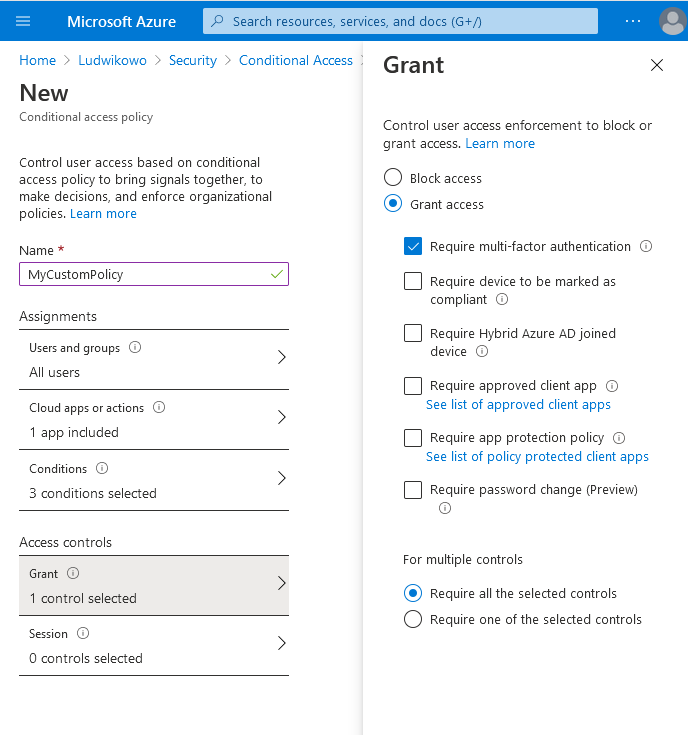 Microsoft Azure
Search resources, services, and docs (G+/)
Home > Ludwikowo > Security > Conditional Access >
New
Conditional access policy
Control user access based on conditional
access policy to bring signals together, to
make decisions, and enforce organizational
policies. Learn more
Name *
MyCustomPolicy
Assignments
Users and groups
All users
Cloud apps or actions
1 app included
Conditions
3 conditions selected
Access controls
Grant
1 control selected
Session
0 controls selected
Grant
Control user access enforcement to block or
grant access. Learn more
Block access
Grant access
Require multi-factor authentication
Require device to be marked as
compliant
Require Hybrid Azure AD joined
device
Require approved client app
See list of approved client apps
Require app protection policy
See list of policy protected client apps
Require password change (Preview)
For multiple controls
Require all the selected controls
Require one of the selected controls